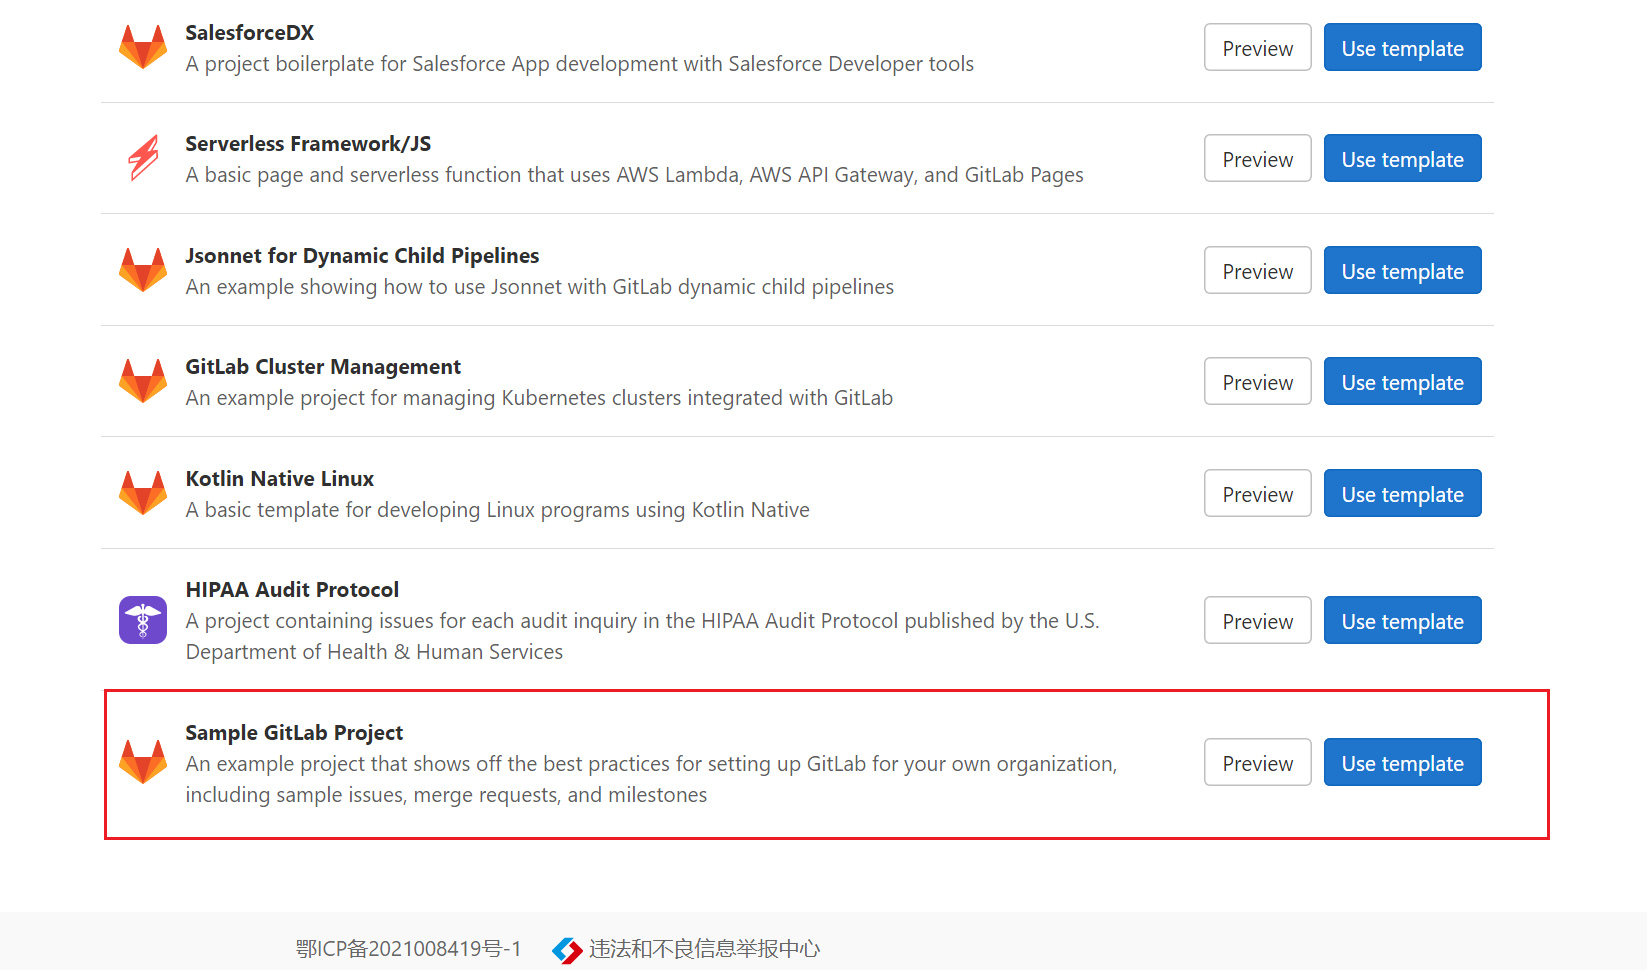 SalesforceDX
A project boilerplate for Salesforce App development with Salesforce Developer tools
Preview
Use template
Serverless Framework/JS
A basic page and serverless function that uses AWS Lambda, AWS API Gateway, and GitLab Pages
Preview
Use template
Jsonnet for Dynamic Child Pipelines
An example showing how to use Jsonnet with GitLab dynamic child pipelines
Preview
Use template
GitLab Cluster Management
An example project for managing Kubernetes clusters integrated with GitLab
Preview
Use template
Kotlin Native Linux
A basic template for developing Linux programs using Kotlin Native
Preview
Use template
HIPAA Audit Protocol
A project containing issues for each audit inquiry in the HIPAA Audit Protocol published by the U.S.
Department of Health & Human Services
Preview
Use template
Sample GitLab Project
An example project that shows off the best practices for setting up GitLab for your own organization,
including sample issues, merge requests, and milestones
Preview
Use template
鄂ICP备2021008419号-1
违法和不良信息举报中心